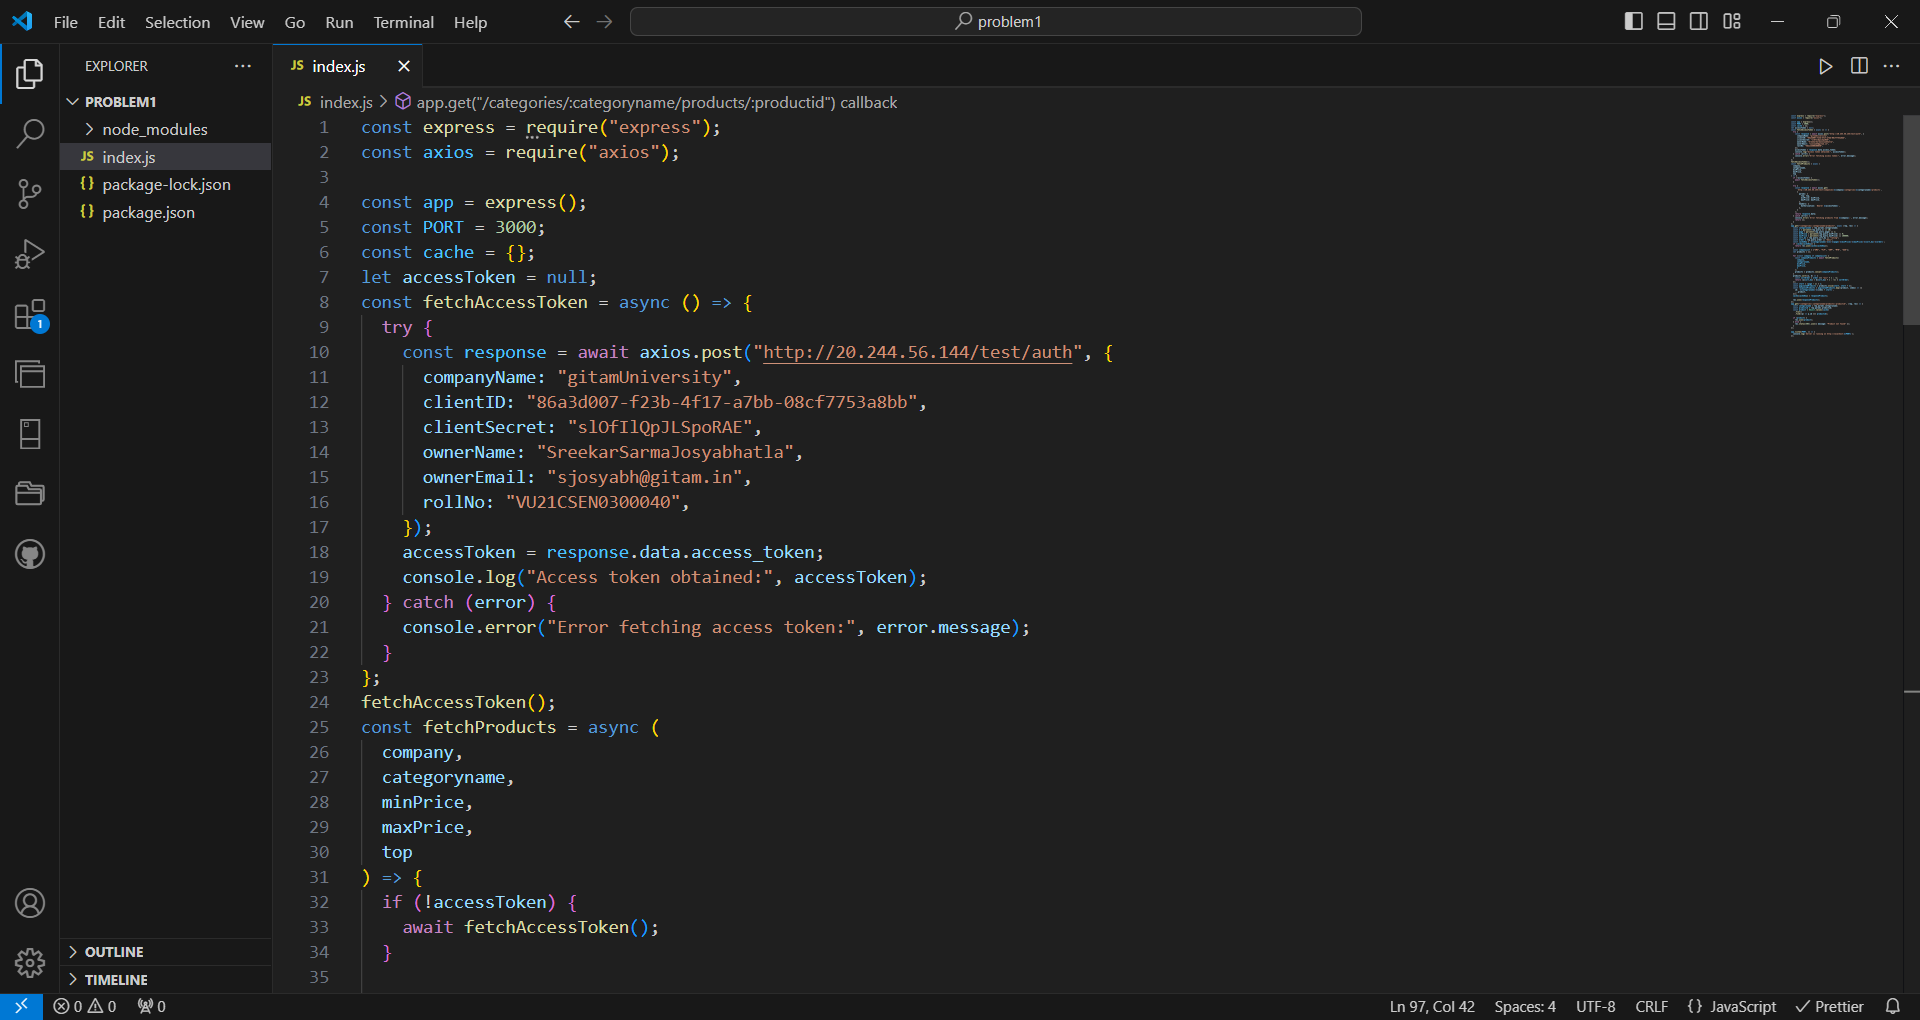 File Edit Selection View Go Run Terminal Help
problem1
EXPLORER
PROBLEM1
node_modules
JS index.js
{} package-lock.json
{} package.json
OUTLINE
TIMELINE
1
JS index.js
JS index.js > app.get("/categories/:categoryname/products/:productid") callback
1 const express = require("express");
2 const axios = require("axios");
3
4 const app = express();
5 const PORT = 3000;
6 const cache = {};
7 let accessToken = null;
8 const fetchAccessToken = async () => {
9 try {
10 const response = await axios.post("http://20.244.56.144/test/auth", {
11 companyName: "gitamUniversity",
12 clientID: "86a3d007-f23b-4f17-a7bb-08cf7753a8bb",
13 clientSecret: "slOfIlQpJLSpoRAE",
14 ownerName: "SreekarSarmaJosyabhatla",
15 ownerEmail: "sjosyabh@gitam.in",
16 rollNo: "VU21CSEN0300040",
17 });
18 accessToken = response.data.access_token;
19 console.log("Access token obtained:", accessToken);
20 } catch (error) {
21 console.error("Error fetching access token:", error.message);
22 }
23 };
24 fetchAccessToken();
25 const fetchProducts = async (
26 company,
27 categoryname,
28 minPrice,
29 maxPrice,
30 top
31 ) => {
32 if (!accessToken) {
33 await fetchAccessToken();
34 }
35
0 0 0
Ln 97, Col 42 Spaces: 4 UTF-8 CRLF {} JavaScript Prettier